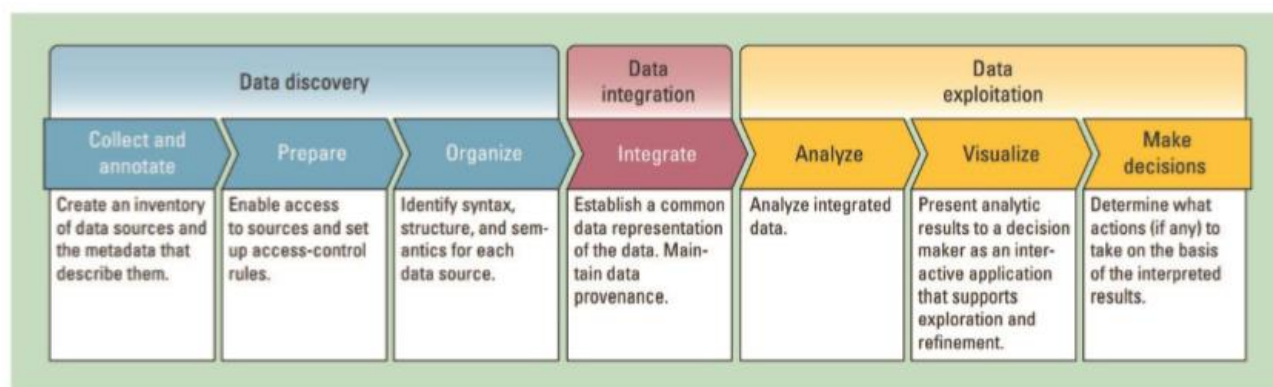 Data discovery
Data
integration
Data
exploitation
Collect and
annotate
Prepare
Organize
Integrate
Analyze
Visualize
Make
decisions
Create an inventory
of data sources and
the metadata that
describe them.
Enable access
to sources and set
up access-control
rules.
Identify syntax,
structure, and sem-
antics for each
data source.
Establish a common
data representation
of the data. Main-
tain data
provenance.
Analyze integrated
data.
Present analytic
results to a decision
maker as an inter-
active application
that supports
exploration and
refinement.
Determine what
actions (if any) to
take on the basis
of the interpreted
results.